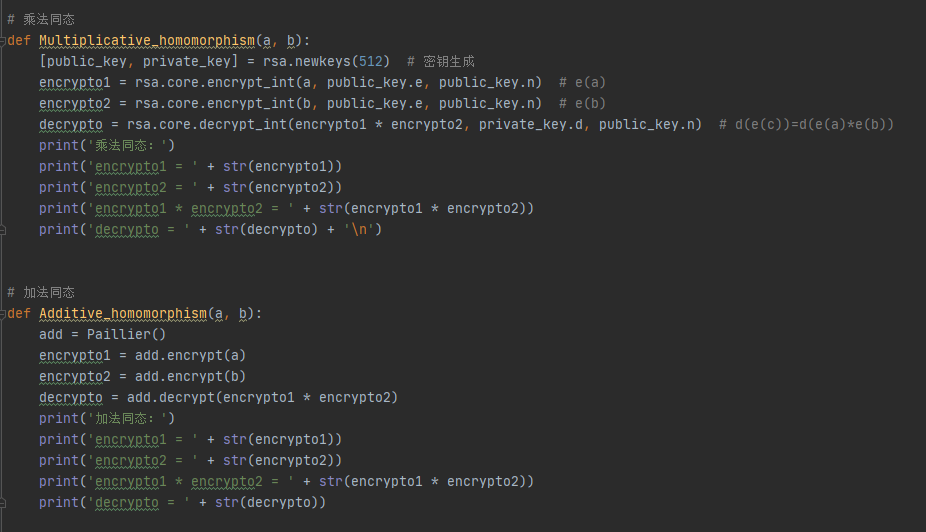 # 乘法同态
def Multiplicative_homomorphism(a, b):
    [public_key, private_key] = rsa.newkeys(512)  # 密钥生成
    encrypto1 = rsa.core.encrypt_int(a, public_key.e, public_key.n)  # e(a)
    encrypto2 = rsa.core.encrypt_int(b, public_key.e, public_key.n)  # e(b)
    decrypto = rsa.core.decrypt_int(encrypto1 * encrypto2, private_key.d, public_key.n)  # d(e(c))=d(e(a)*e(b))
    print('乘法同态：')
    print('encrypto1 = ' + str(encrypto1))
    print('encrypto2 = ' + str(encrypto2))
    print('encrypto1 * encrypto2 = ' + str(encrypto1 * encrypto2))
    print('decrypto = ' + str(decrypto) + '\n')
# 加法同态
def Additive_homomorphism(a, b):
    add = Paillier()
    encrypto1 = add.encrypt(a)
    encrypto2 = add.encrypt(b)
    decrypto = add.decrypt(encrypto1 * encrypto2)
    print('加法同态：')
    print('encrypto1 = ' + str(encrypto1))
    print('encrypto2 = ' + str(encrypto2))
    print('encrypto1 * encrypto2 = ' + str(encrypto1 * encrypto2))
    print('decrypto = ' + str(decrypto))